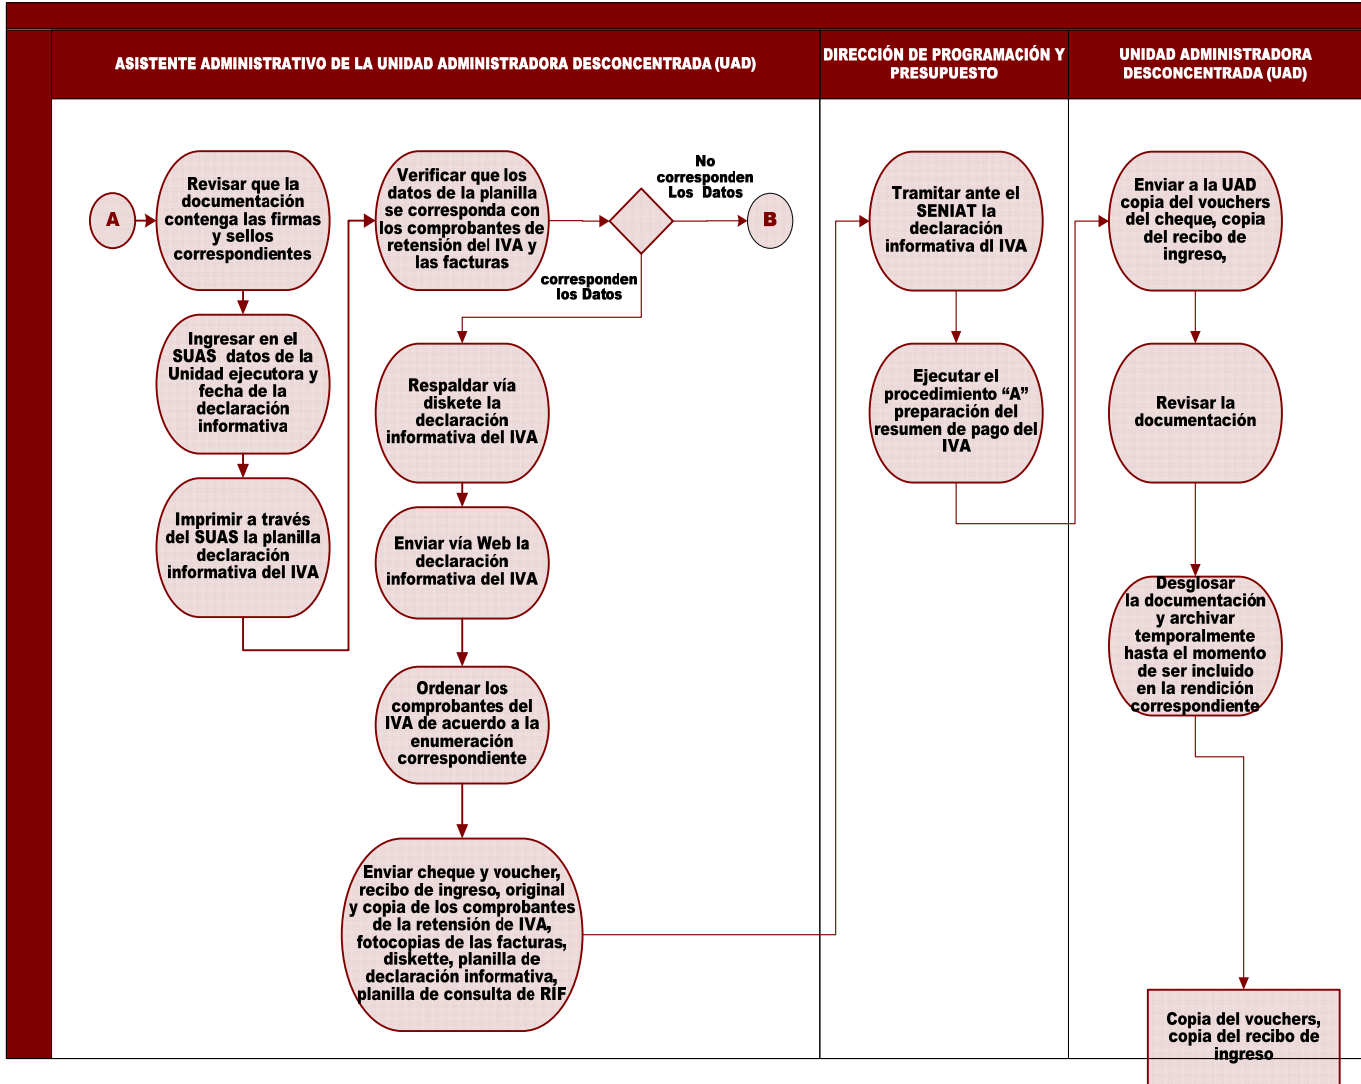 ASISTENTE ADMINISTRATIVO DE LA UNIDAD ADMINISTRADORA DESCONCENTRADA (UAD)
DIRECCIÓN DE PROGRAMACIÓN Y
PRESUPUESTO
UNIDAD ADMINISTRADORA
DESCONCENTRADA (UAD)
A
Revisar que la
documentación
contenga las firmas
y sellos
correspondientes
Ingresar en el
SUAS datos de la
Unidad ejecutora y
fecha de la
declaración
informativa
Imprimir a través
del SUAS la planilla
declaración
informativa del IVA
Verificar que los
datos de la planilla
se corresponda con
los comprobantes de
retención del IVA y
las facturas
No
corresponden
Los Datos
B
corresponden
los Datos
Respaldar vía
diskete la
declaración
informativa del IVA
Enviar vía Web la
declaración
informativa del IVA
Ordenar los
comprobantes del
IVA de acuerdo a la
enumeración
correspondiente
Enviar cheque y voucher,
recibo de ingreso, original
y copia de los comprobantes
de la retención de IVA,
fotocopias de las facturas,
diskette, planilla de
declaración informativa,
planilla de consulta de RIF
Tramitar ante el
SENIAT la
declaración
informativa dl IVA
Ejecutar el
procedimiento “A”
preparación del
resumen de pago del
IVA
Enviar a la UAD
copia del vouchers
del cheque, copia
del recibo de
ingreso,
Revisar la
documentación
Desglosar
la documentación
y archivar
temporalmente
hasta el momento
de ser incluido
en la rendición
correspondiente
Copia del vouchers,
copia del recibo de
ingreso